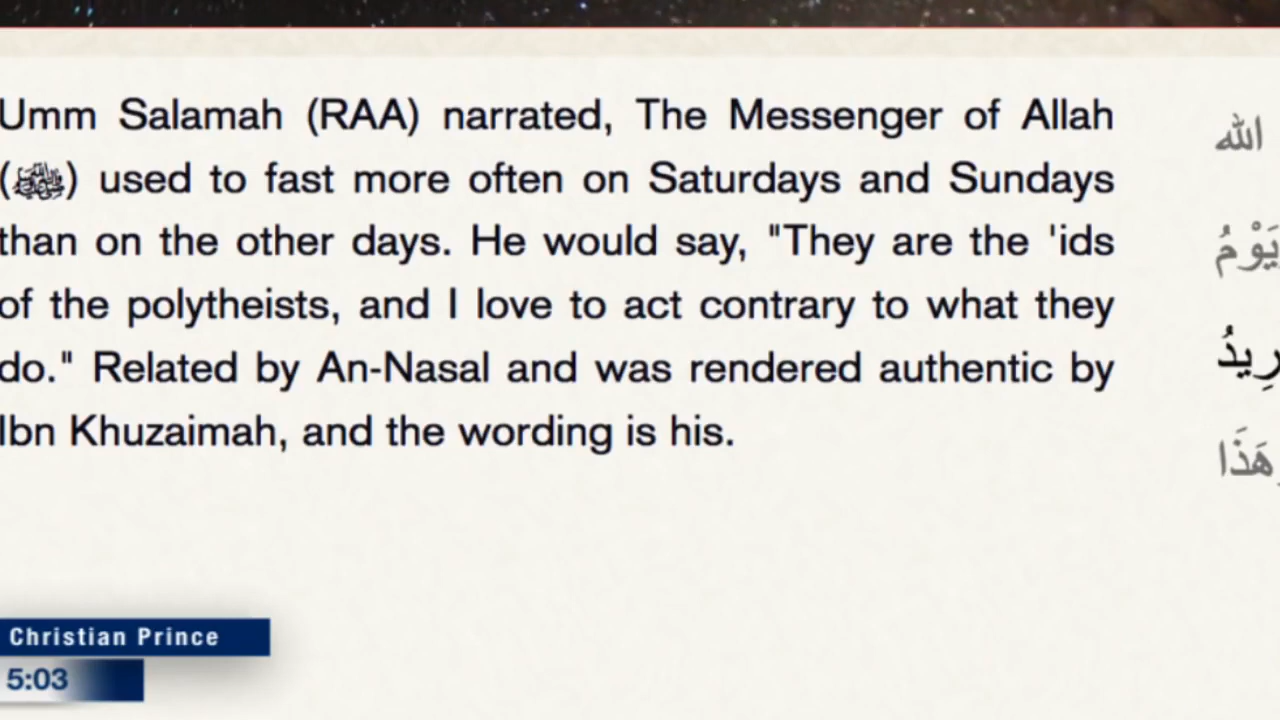 Umm Salamah (RAA) narrated, The Messenger of Allah
(ﷺ) used to fast more often on Saturdays and Sundays
than on the other days. He would say, "They are the 'ids
of the polytheists, and I love to act contrary to what they
do." Related by An-Nasal and was rendered authentic by
Ibn Khuzaimah, and the wording is his.
الله
يَوْمُ
هَذَا
Christian Prince
5:03